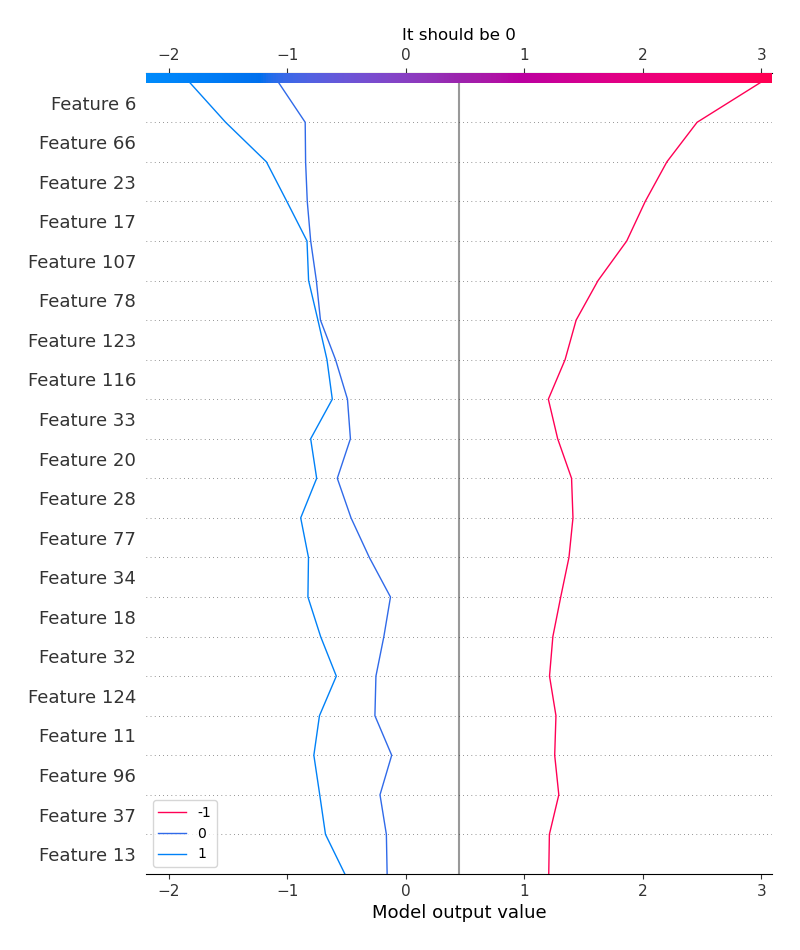 It should be 0
−2 −1 0 1 2 3
Feature 6
Feature 66
Feature 23
Feature 17
Feature 107
Feature 78
Feature 123
Feature 116
Feature 33
Feature 20
Feature 28
Feature 77
Feature 34
Feature 18
Feature 32
Feature 124
Feature 11
Feature 96
Feature 37
Feature 13
-1
0
1
−2 −1 0 1 2 3
Model output value